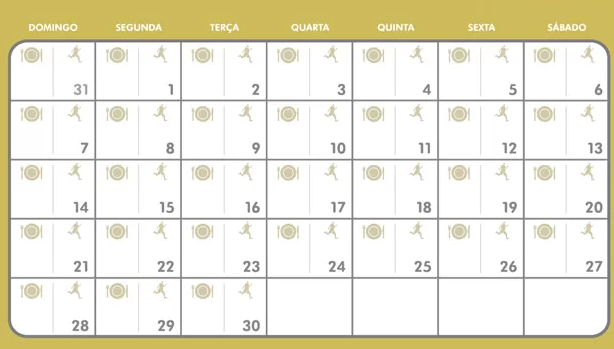 DOMINGO SEGUNDA TERÇA QUARTA QUINTA SEXTA SÁBADO
31 1 2 3 4 5 6
7 8 9 10 11 12 13
14 15 16 17 18 19 20
21 22 23 24 25 26 27
28 29 30